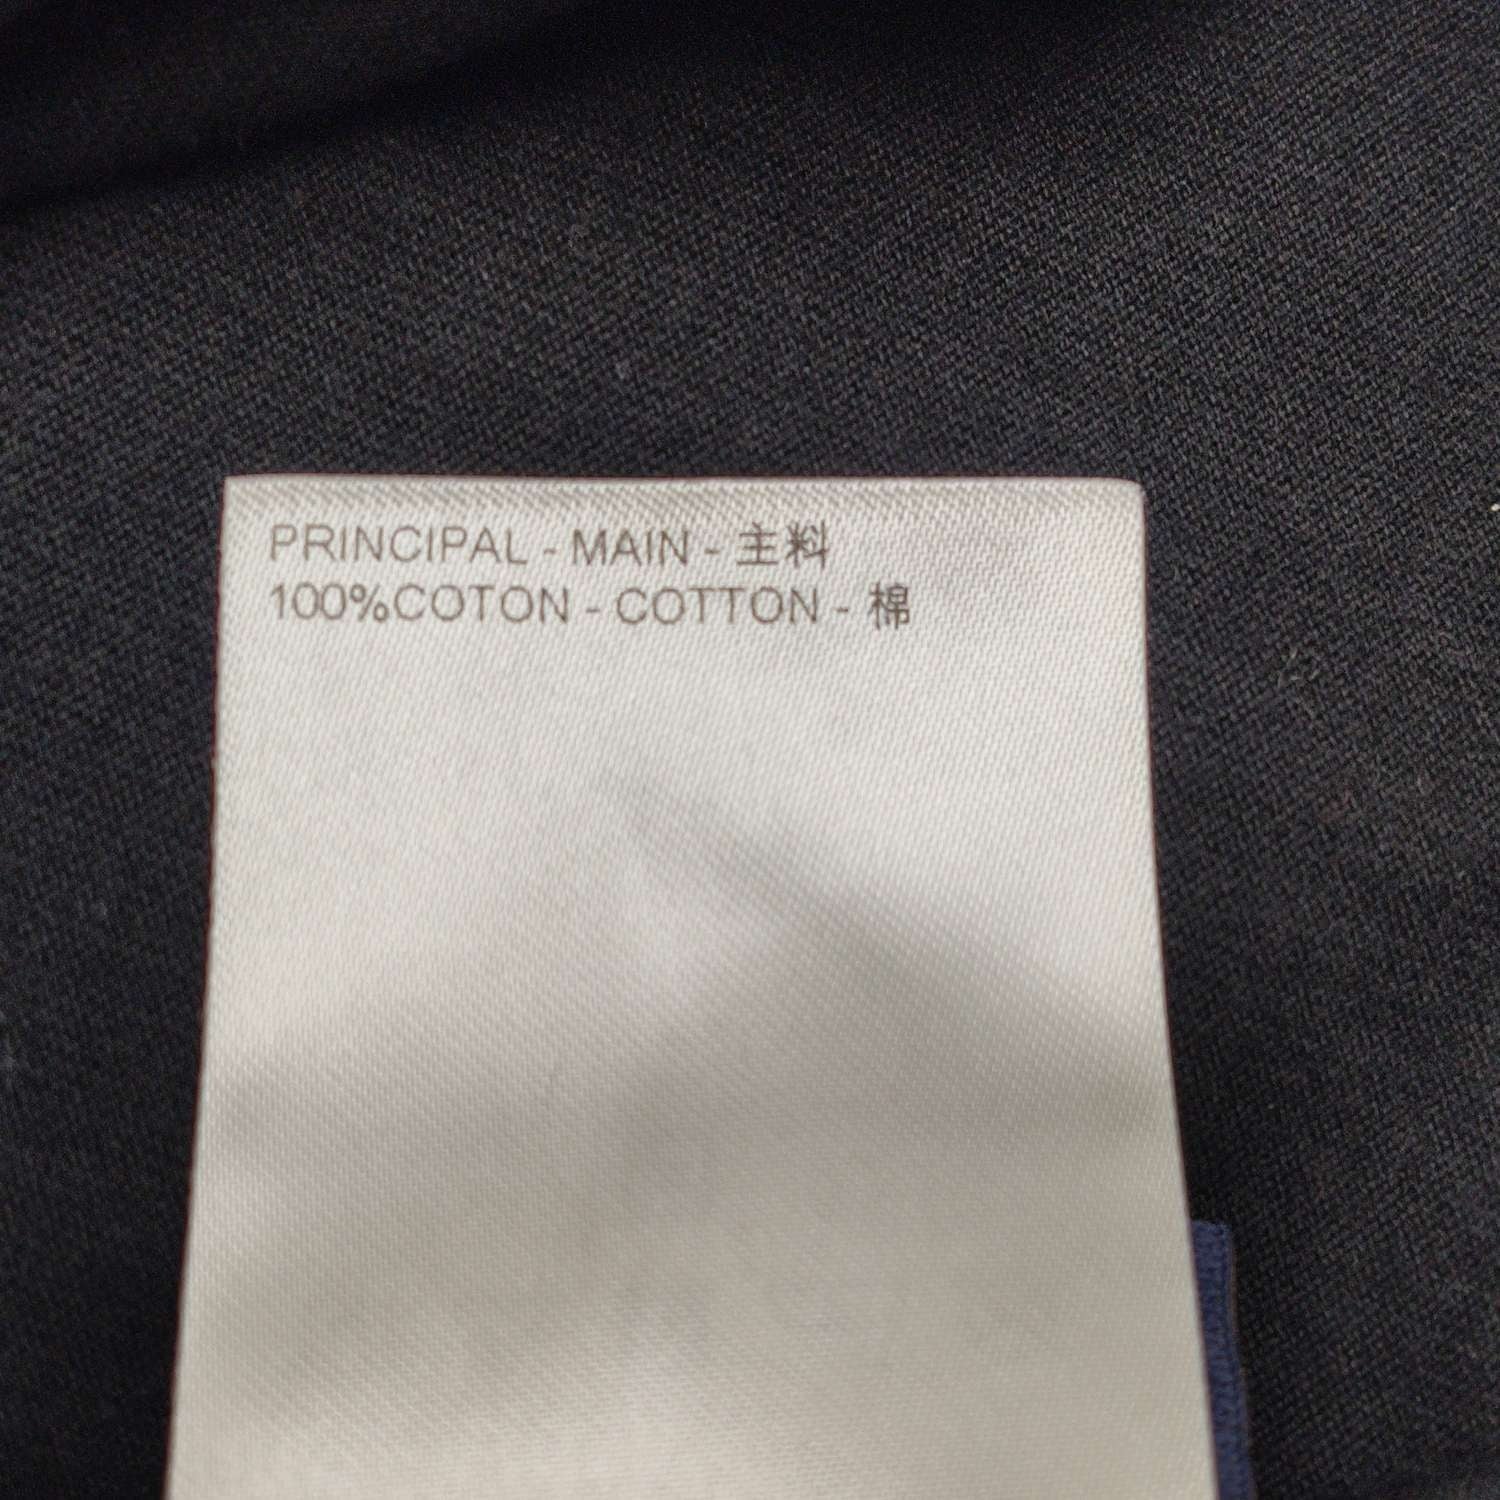 PRINCIPAL - MAIN - 主料
100%COTON - COTTON - 棉